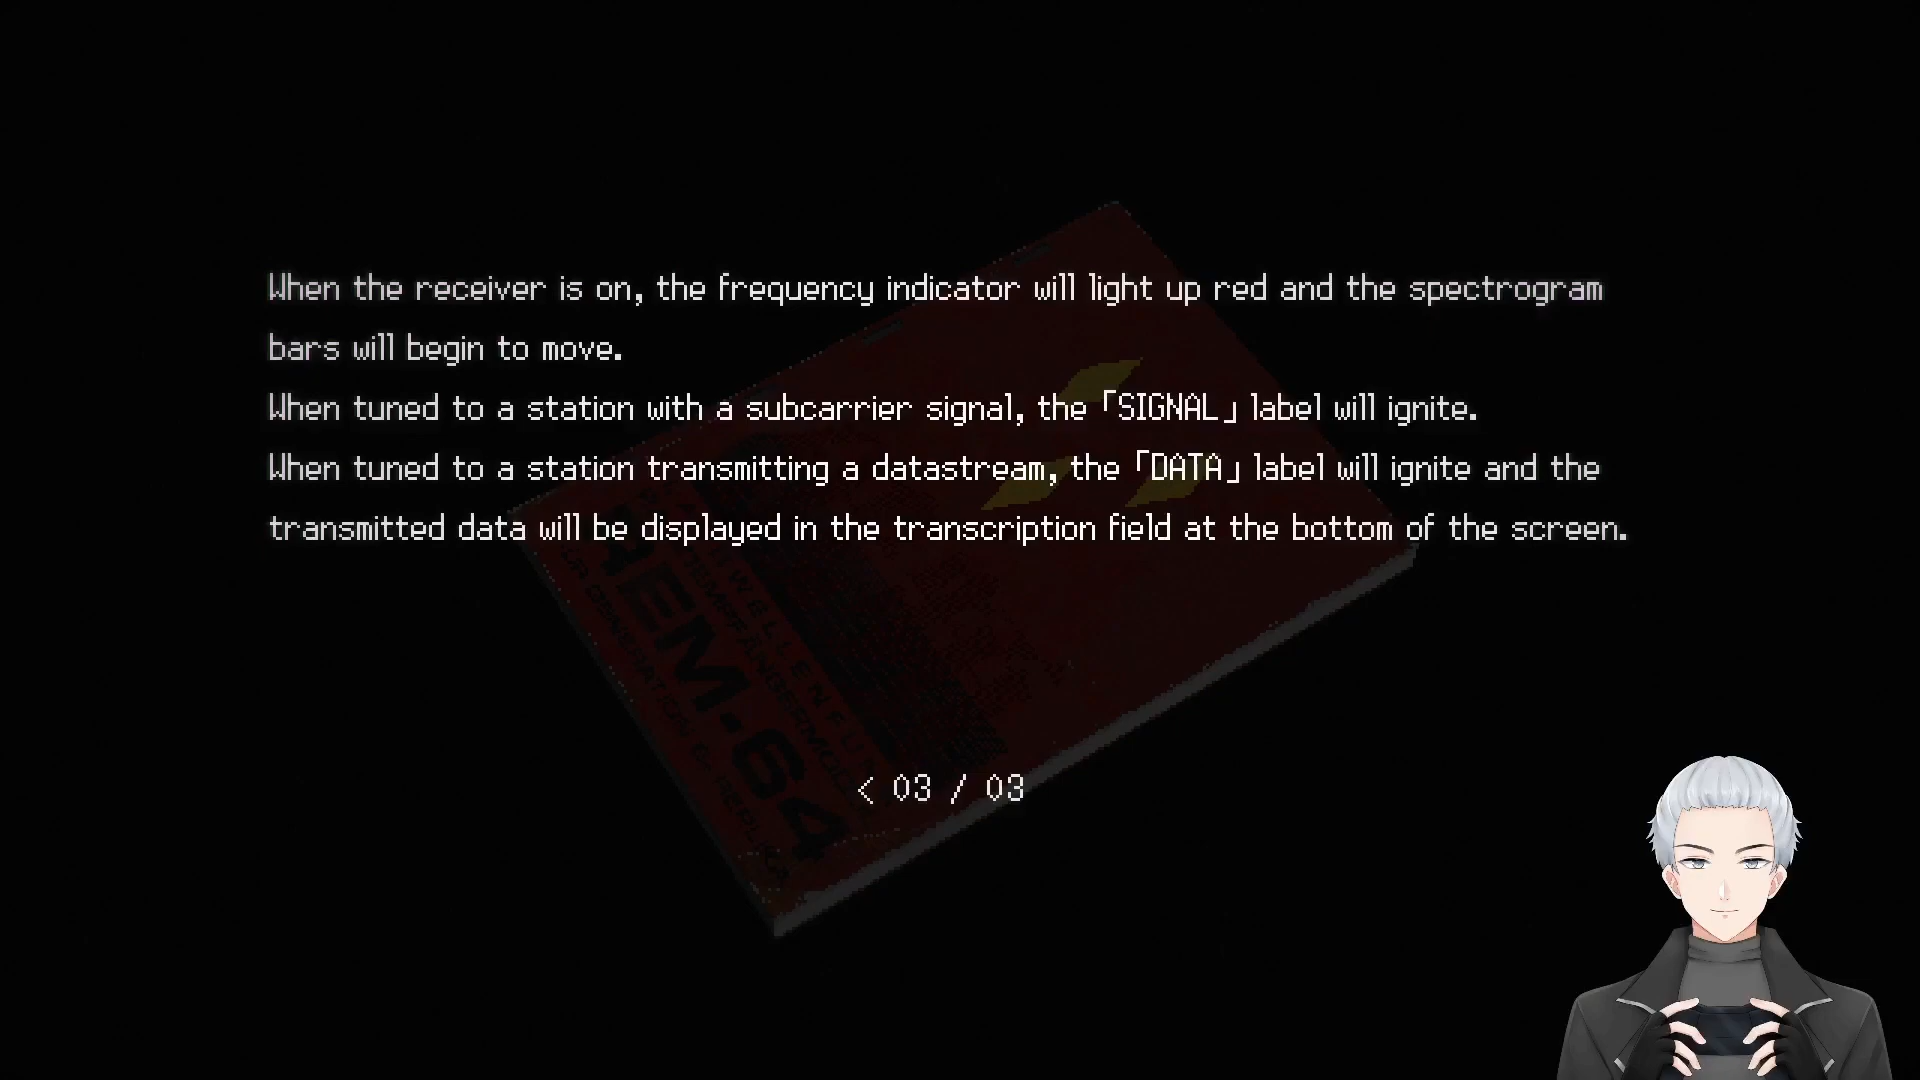 When the receiver is on, the frequency indicator will light up red and the spectrogram
bars will begin to move.
When tuned to a station with a subcarrier signal, the「SIGNAL」label will ignite.
When tuned to a station transmitting a datastream, the「DATA」label will ignite and the
transmitted data will be displayed in the transcription field at the bottom of the screen.
< 03 / 03